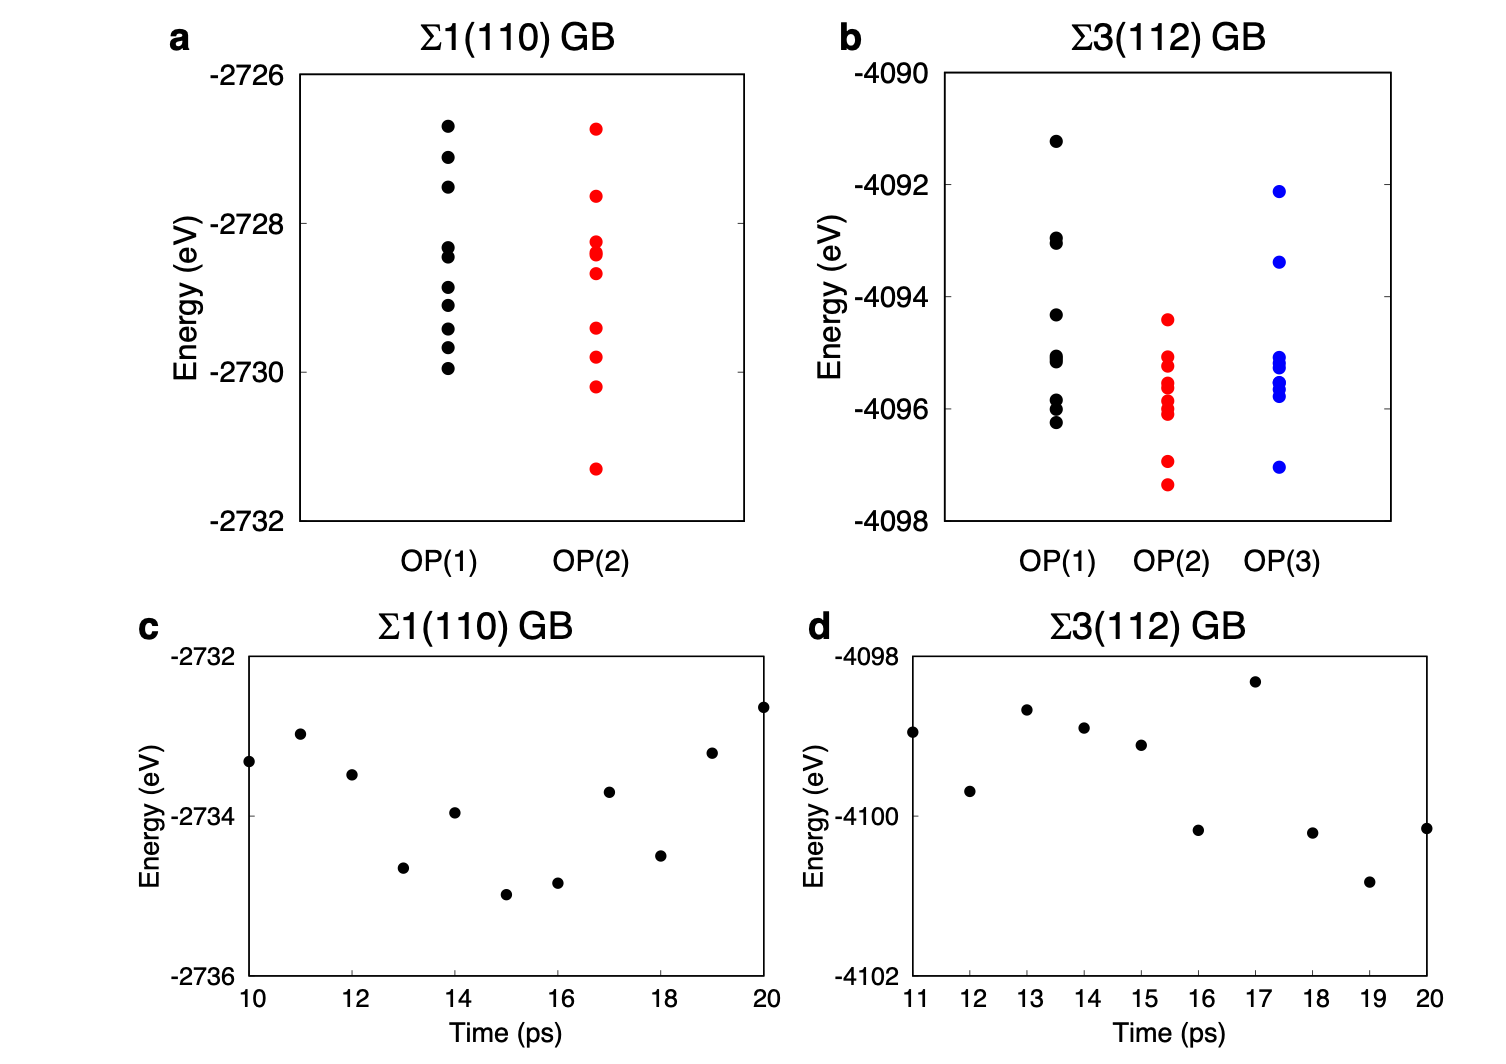 a
Σ1(110) GB
-2726
-2728
-2730
-2732
Energy (eV)
OP(1)
OP(2)
b
Σ3(112) GB
-4090
-4092
-4094
-4096
-4098
Energy (eV)
OP(1)
OP(2)
OP(3)
c
Σ1(110) GB
-2732
-2734
-2736
Energy (eV)
10 12 14 16 18 20
Time (ps)
d
Σ3(112) GB
-4098
-4100
-4102
Energy (eV)
11 12 13 14 15 16 17 18 19 20
Time (ps)